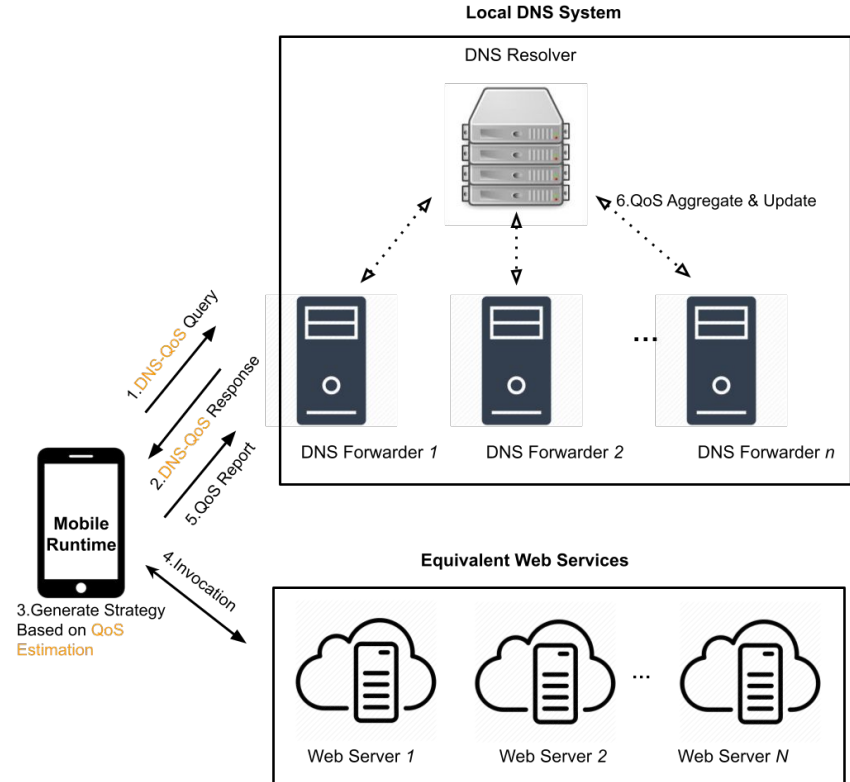 Local DNS System
DNS Resolver
6.QoS Aggregate & Update
1.DNS-QoS Query
2.DNS-QoS Response
5.QoS Report
...
DNS Forwarder 1
DNS Forwarder 2
DNS Forwarder n
Mobile
Runtime
3.Generate Strategy
Based on QoS
Estimation
4.Invocation
Equivalent Web Services
...
Web Server 1
Web Server 2
Web Server N